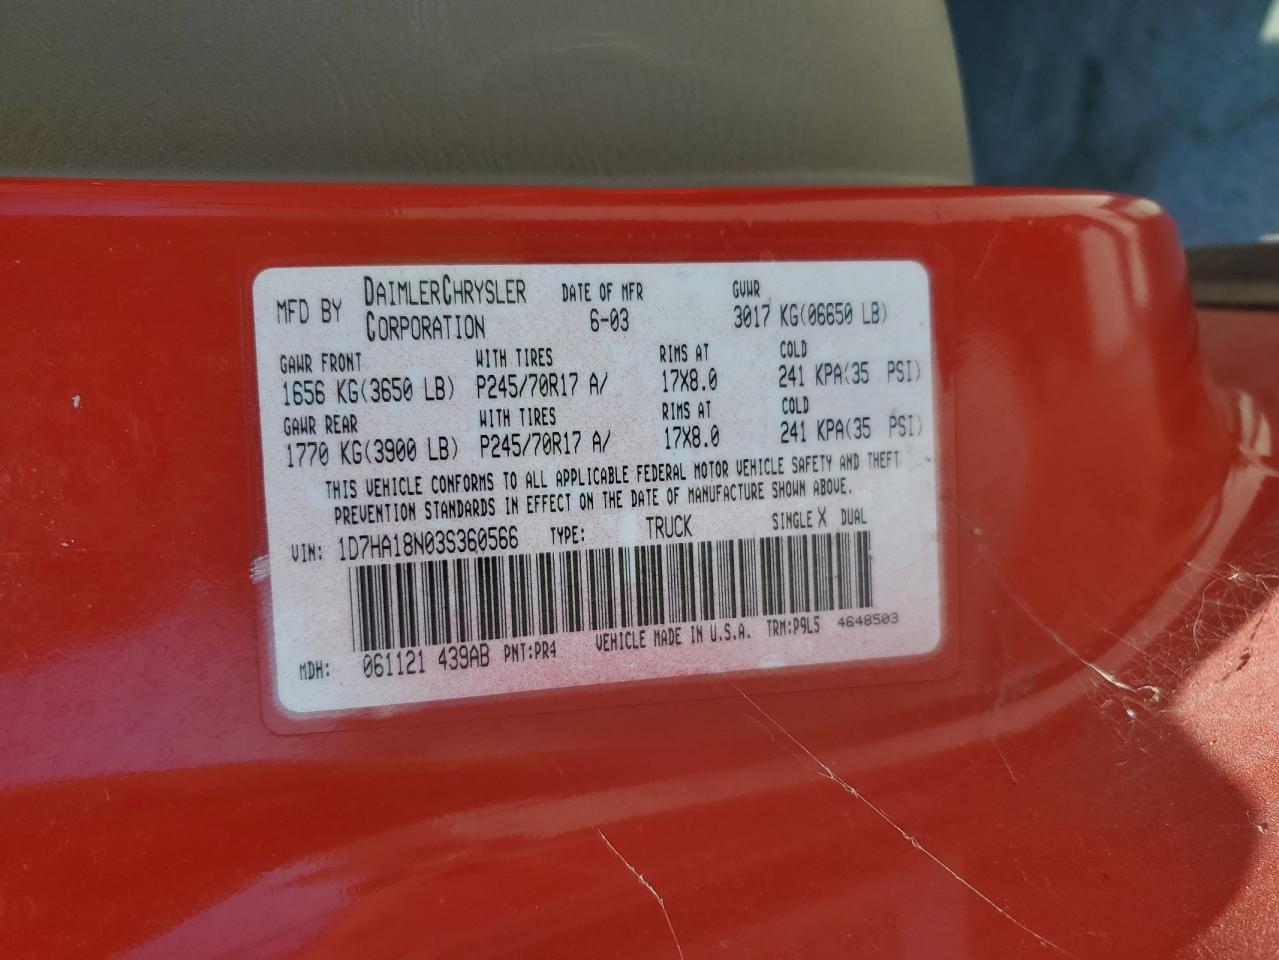 MFD BY DAIMLERCHRYSLER CORPORATION DATE OF MFR 6-03 GVWR 3017 KG(06650 LB)
GAWR FRONT WITH TIRES RIMS AT COLD
1656 KG(3650 LB) P245/70R17 A/ 17X8.0 241 KPA(35 PSI)
GAWR REAR WITH TIRES RIMS AT COLD
1770 KG(3900 LB) P245/70R17 A/ 17X8.0 241 KPA(35 PSI)
THIS VEHICLE CONFORMS TO ALL APPLICABLE FEDERAL MOTOR VEHICLE SAFETY AND THEFT
PREVENTION STANDARDS IN EFFECT ON THE DATE OF MANUFACTURE SHOWN ABOVE.
VIN: 1D7HA18N03S360566 TYPE: TRUCK SINGLE X DUAL
MDH: 061121 439AB PNT:PR4 VEHICLE MADE IN U.S.A. TRM:P9L5 4648503